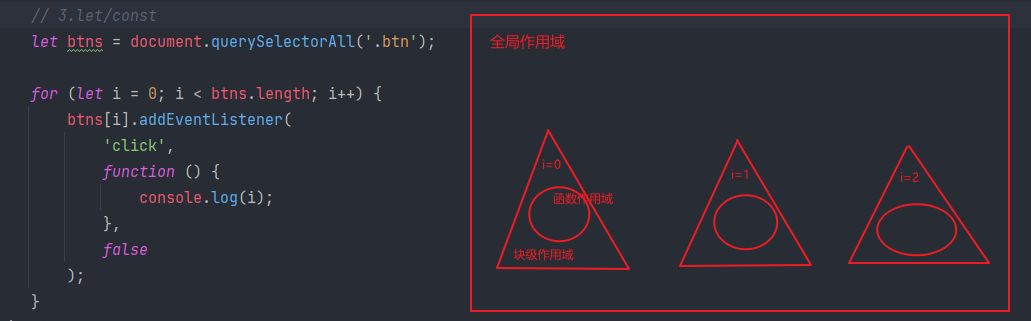 // 3.let/const
let btns = document.querySelectorAll('.btn');
for (let i = 0; i < btns.length; i++) {
btns[i].addEventListener(
'click',
function () {
console.log(i);
},
false
);
}
全局作用域
i=0
函数作用域
块级作用域
i=1
i=2